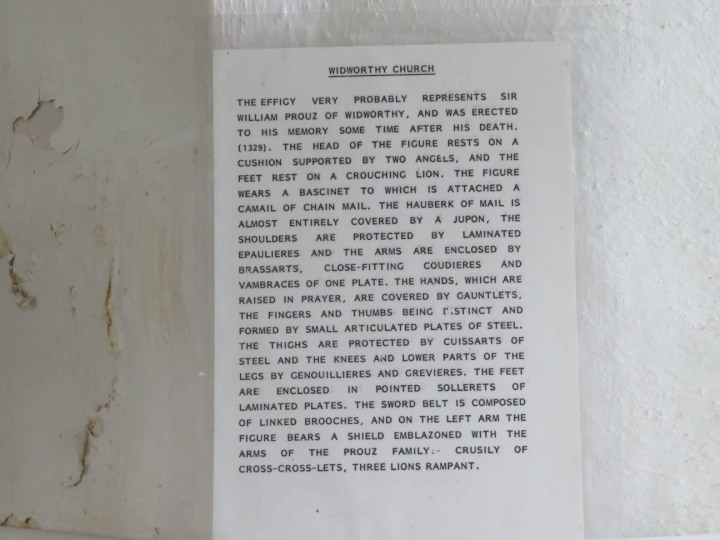 WIDWORTHY CHURCH
THE EFFIGY VERY PROBABLY REPRESENTS SIR
WILLIAM PROUZ OF WIDWORTHY, AND WAS ERECTED
TO HIS MEMORY SOME TIME AFTER HIS DEATH.
(1329). THE HEAD OF THE FIGURE RESTS ON A
CUSHION SUPPORTED BY TWO ANGELS, AND THE
FEET REST ON A CROUCHING LION. THE FIGURE
WEARS A BASCINET TO WHICH IS ATTACHED A
CAMAIL OF CHAIN MAIL. THE HAUBERK OF MAIL IS
ALMOST ENTIRELY COVERED BY A JUPON, THE
SHOULDERS ARE PROTECTED BY LAMINATED
EPAULIERES AND THE ARMS ARE ENCLOSED BY
BRASSARTS, CLOSE-FITTING COUDIERES AND
VAMBRACES OF ONE PLATE. THE HANDS, WHICH ARE
RAISED IN PRAYER, ARE COVERED BY GAUNTLETS,
THE FINGERS AND THUMBS BEING DISTINCT AND
FORMED BY SMALL ARTICULATED PLATES OF STEEL.
THE THIGHS ARE PROTECTED BY CUISSARTS OF
STEEL AND THE KNEES AND LOWER PARTS OF THE
LEGS BY GENOUILLIERES AND GREVIERES. THE FEET
ARE ENCLOSED IN POINTED SOLLERETS OF
LAMINATED PLATES. THE SWORD BELT IS COMPOSED
OF LINKED BROOCHES, AND ON THE LEFT ARM THE
FIGURE BEARS A SHIELD EMBLAZONED WITH THE
ARMS OF THE PROUZ FAMILY:- CRUSILY OF
CROSS-CROSS-LETS, THREE LIONS RAMPANT.